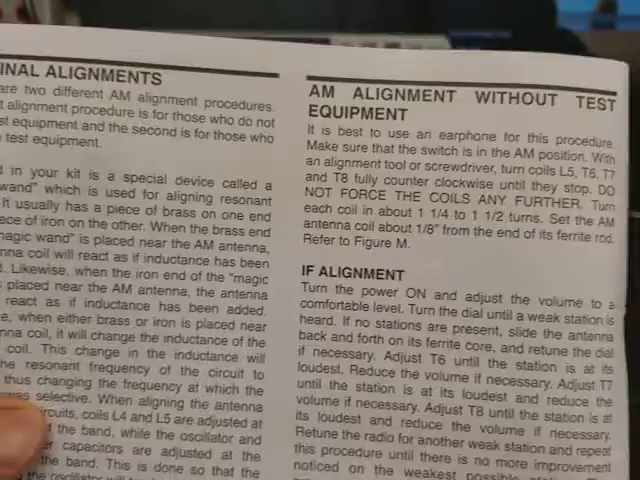 INAL ALIGNMENTS
are two different AM alignment procedures.
t alignment procedure is for those who do not
st equipment and the second is for those who
test equipment.
d in your kit is a special device called a
wand" which is used for aligning resonant
it usually has a piece of brass on one end
ece of iron on the other. When the brass end
magic wand" is placed near the AM antenna,
nna coil will react as if inductance has been
d. Likewise, when the iron end of the "magic
placed near the AM antenna, the antenna
react as if inductance has been added.
e, when either brass or iron is placed near
nna coil, it will change the inductance of the
coil. This change in the inductance will
he resonant frequency of the circuit to
thus changing the frequency at which the
was selective. When aligning the antenna
ircuits, coils L4 and L5 are adjusted at
f the band, while the oscillator and
er capacitors are adjusted at the
the band. This is done so that the
AM ALIGNMENT WITHOUT TEST
EQUIPMENT
It is best to use an earphone for this procedure.
Make sure that the switch is in the AM position. With
an alignment tool or screwdriver, turn coils L5, T6, T7
and T8 fully counter clockwise until they stop. DO
NOT FORCE THE COILS ANY FURTHER. Turn
each coil in about 1 1/4 to 1 1/2 turns. Set the AM
antenna coil about 1/8" from the end of its ferrite rod.
Refer to Figure M.
IF ALIGNMENT
Turn the power ON and adjust the volume to a
comfortable level. Turn the dial until a weak station is
heard. If no stations are present, slide the antenna
back and forth on its ferrite core, and retune the dial
if necessary. Adjust T6 until the station is at its
loudest. Reduce the volume if necessary. Adjust T7
until the station is at its loudest and reduce the
volume if necessary. Adjust T8 until the station is at
its loudest and reduce the volume if necessary.
Retune the radio for another weak station and repeat
this procedure until there is no more improvement
noticed on the weakest possible